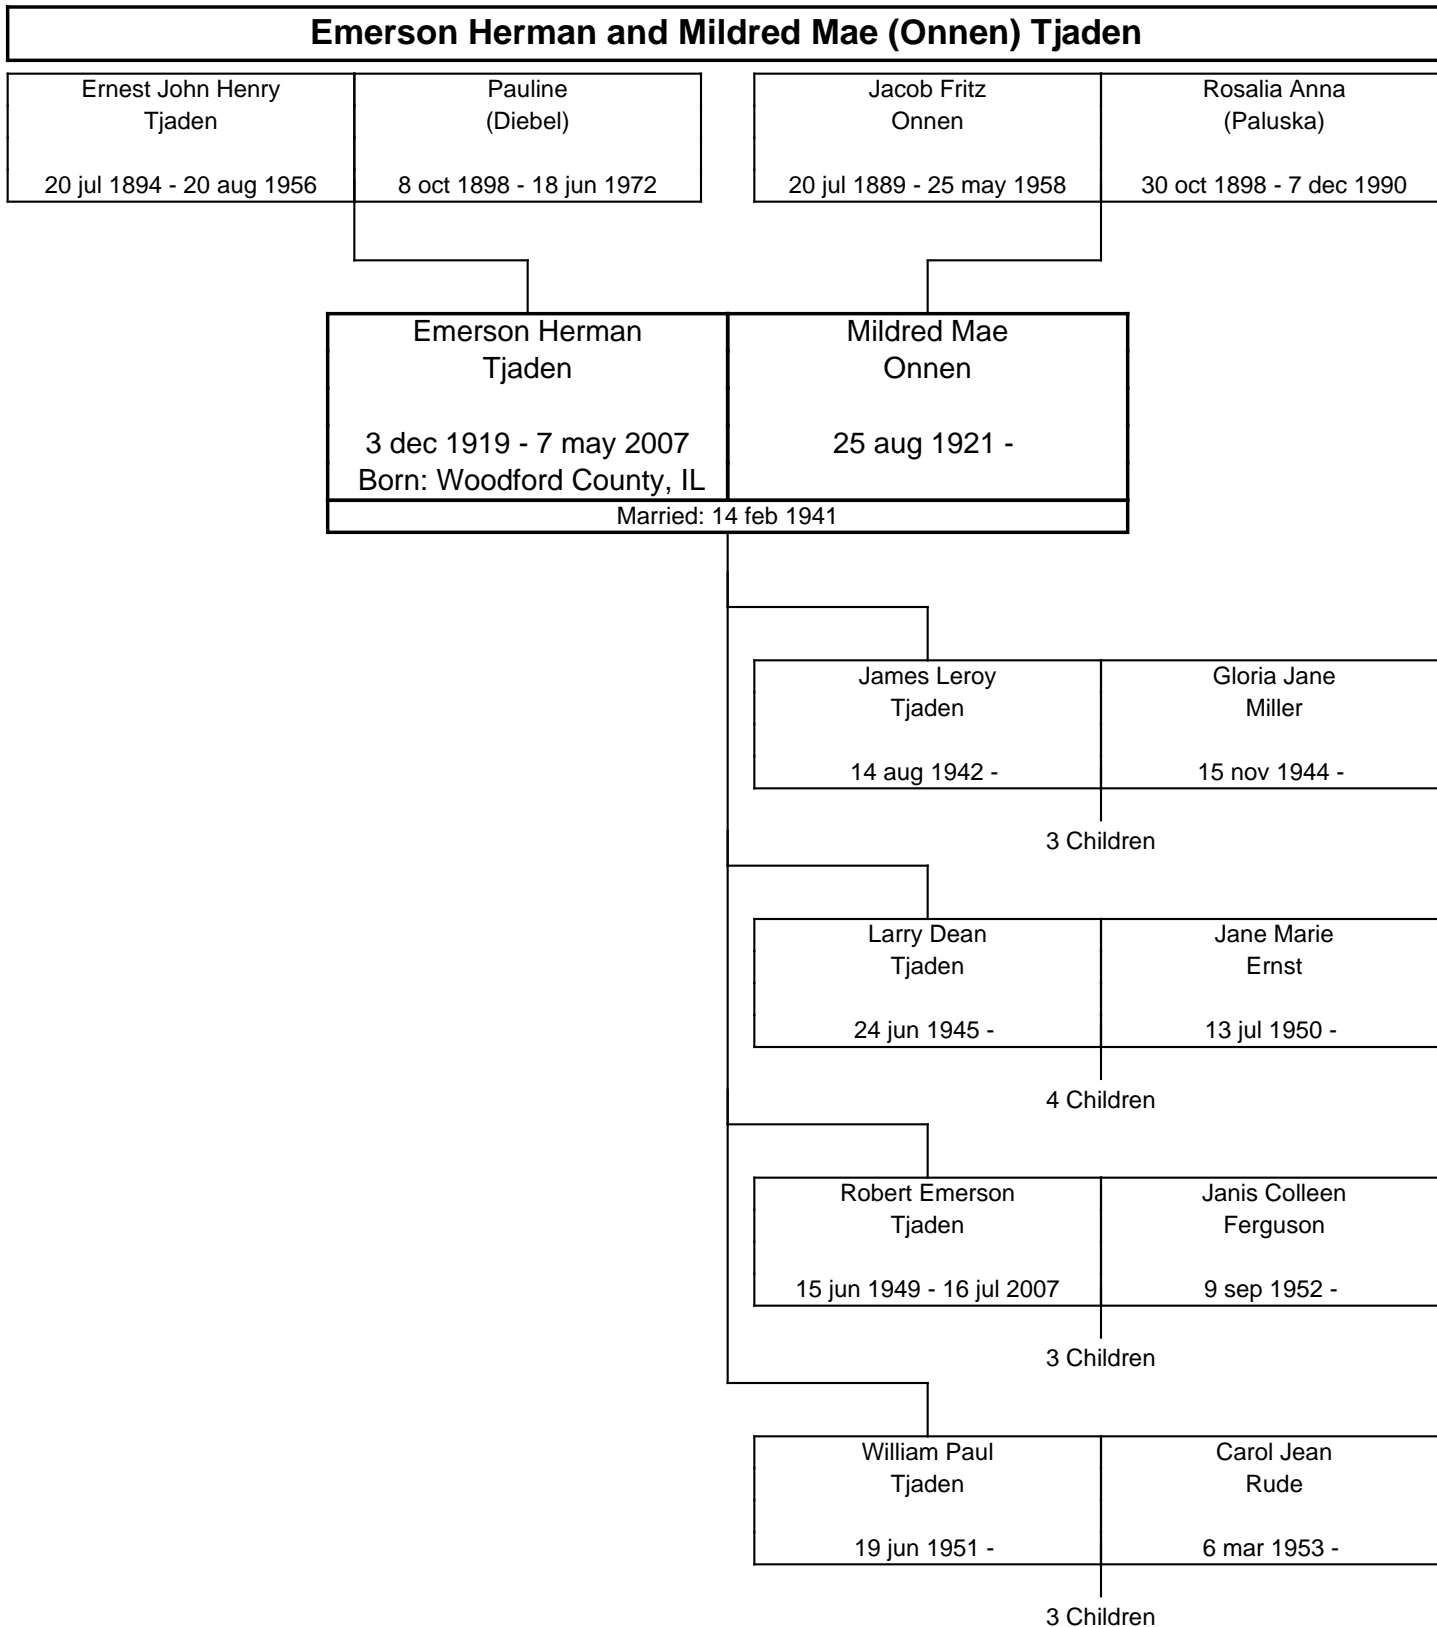 Emerson Herman and Mildred Mae (Onnen) Tjaden
Ernest John Henry
Tjaden
20 jul 1894 - 20 aug 1956
Pauline
(Diebel)
8 oct 1898 - 18 jun 1972
Jacob Fritz
Onnen
20 jul 1889 - 25 may 1958
Rosalia Anna
(Paluska)
30 oct 1898 - 7 dec 1990
Emerson Herman
Tjaden
3 dec 1919 - 7 may 2007
Born: Woodford County, IL
Mildred Mae
Onnen
25 aug 1921 -
Married: 14 feb 1941
James Leroy
Tjaden
14 aug 1942 -
Gloria Jane
Miller
15 nov 1944 -
3 Children
Larry Dean
Tjaden
24 jun 1945 -
Jane Marie
Ernst
13 jul 1950 -
4 Children
Robert Emerson
Tjaden
15 jun 1949 - 16 jul 2007
Janis Colleen
Ferguson
9 sep 1952 -
3 Children
William Paul
Tjaden
19 jun 1951 -
Carol Jean
Rude
6 mar 1953 -
3 Children